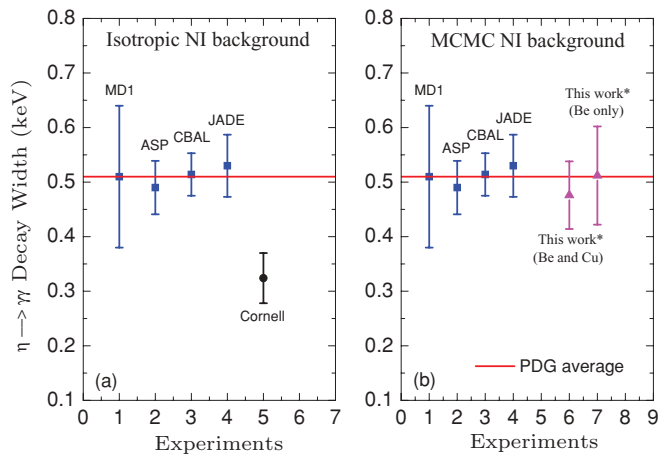 Isotropic NI background
MCMC NI background
η → γγ Decay Width (keV)
0.8
0.7
0.6
0.5
0.4
0.3
0.2
0.1
MD1
ASP
CBAL
JADE
Cornell
(a)
0 1 2 3 4 5 6 7
Experiments
0.8
0.7
0.6
0.5
0.4
0.3
0.2
0.1
MD1
ASP
CBAL
JADE
This work*
(Be only)
This work*
(Be and Cu)
PDG average
(b)
0 1 2 3 4 5 6 7 8 9
Experiments